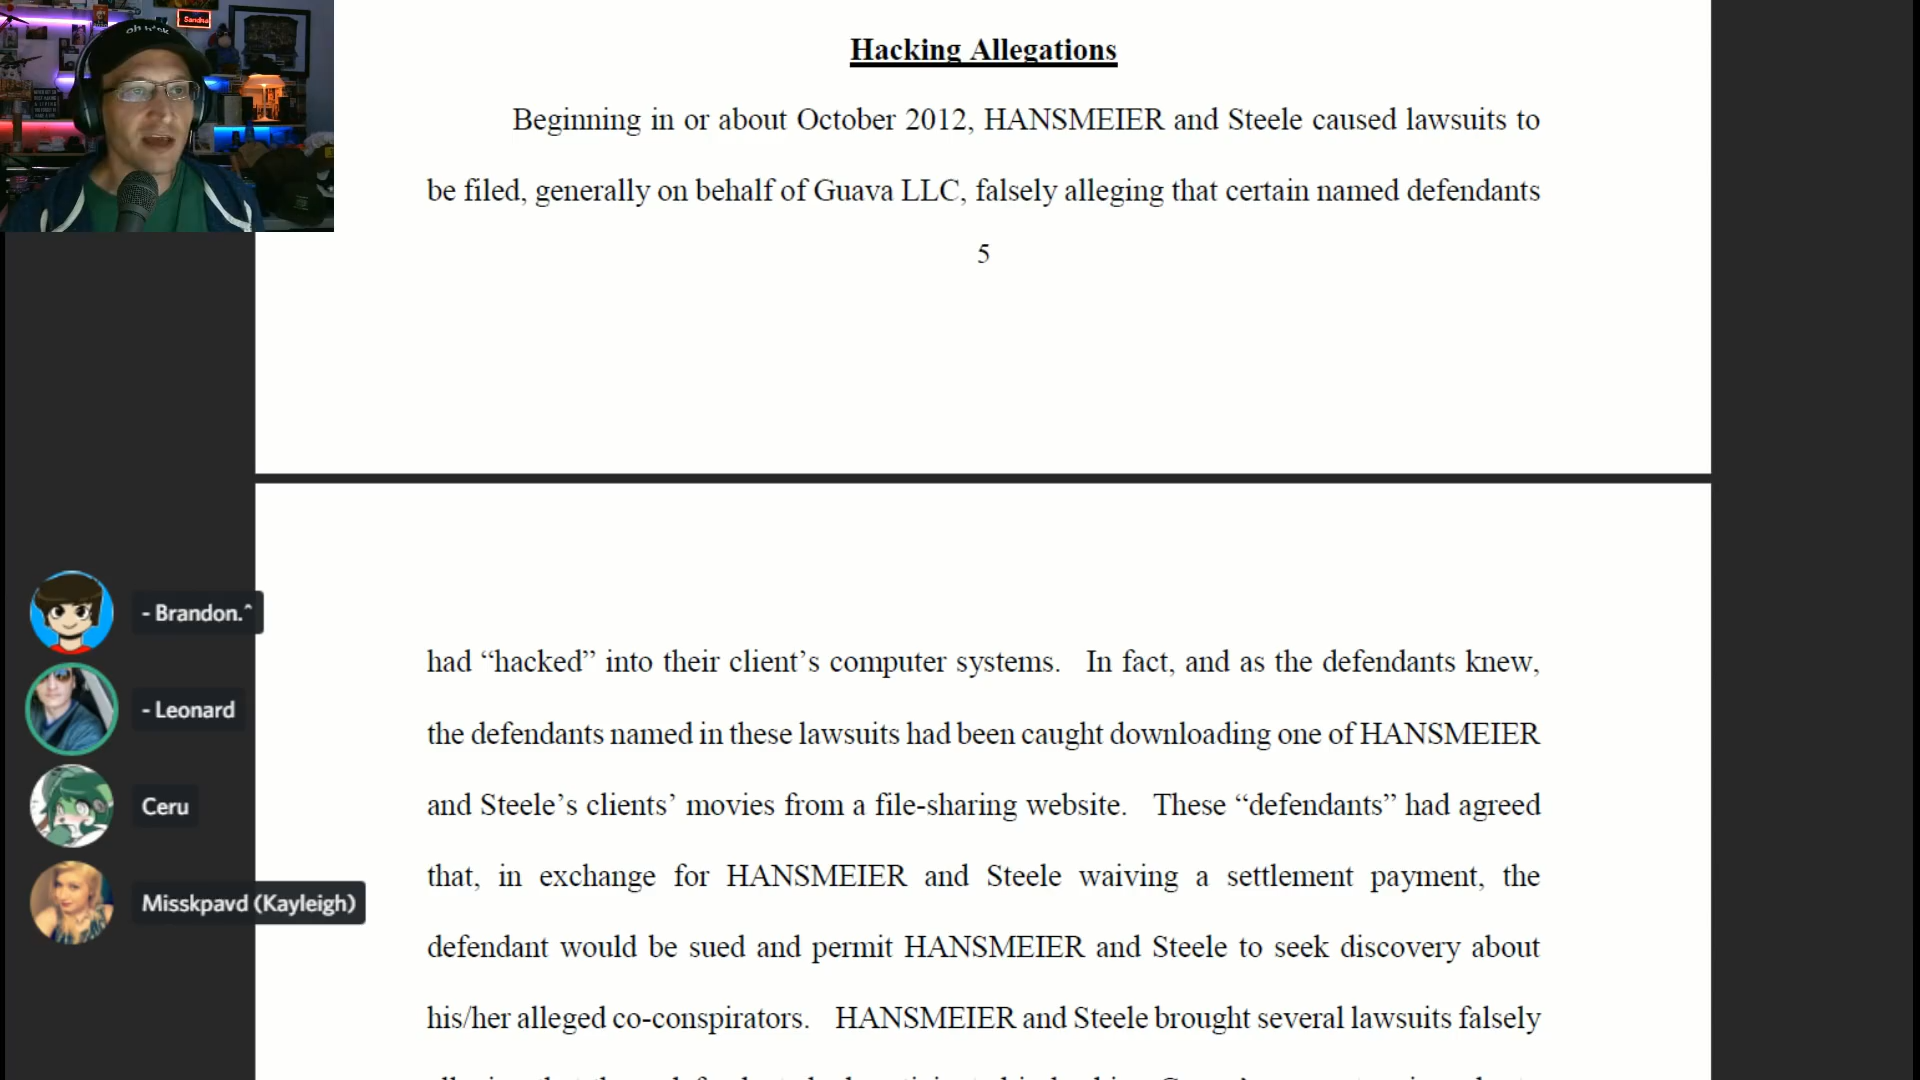 Sandra
oh h*ck
Hacking Allegations
Beginning in or about October 2012, HANSMEIER and Steele caused lawsuits to
be filed, generally on behalf of Guava LLC, falsely alleging that certain named defendants
5
- Brandon.^
- Leonard
Ceru
Misskpavd (Kayleigh)
had “hacked” into their client’s computer systems. In fact, and as the defendants knew,
the defendants named in these lawsuits had been caught downloading one of HANSMEIER
and Steele’s clients’ movies from a file-sharing website. These “defendants” had agreed
that, in exchange for HANSMEIER and Steele waiving a settlement payment, the
defendant would be sued and permit HANSMEIER and Steele to seek discovery about
his/her alleged co-conspirators. HANSMEIER and Steele brought several lawsuits falsely